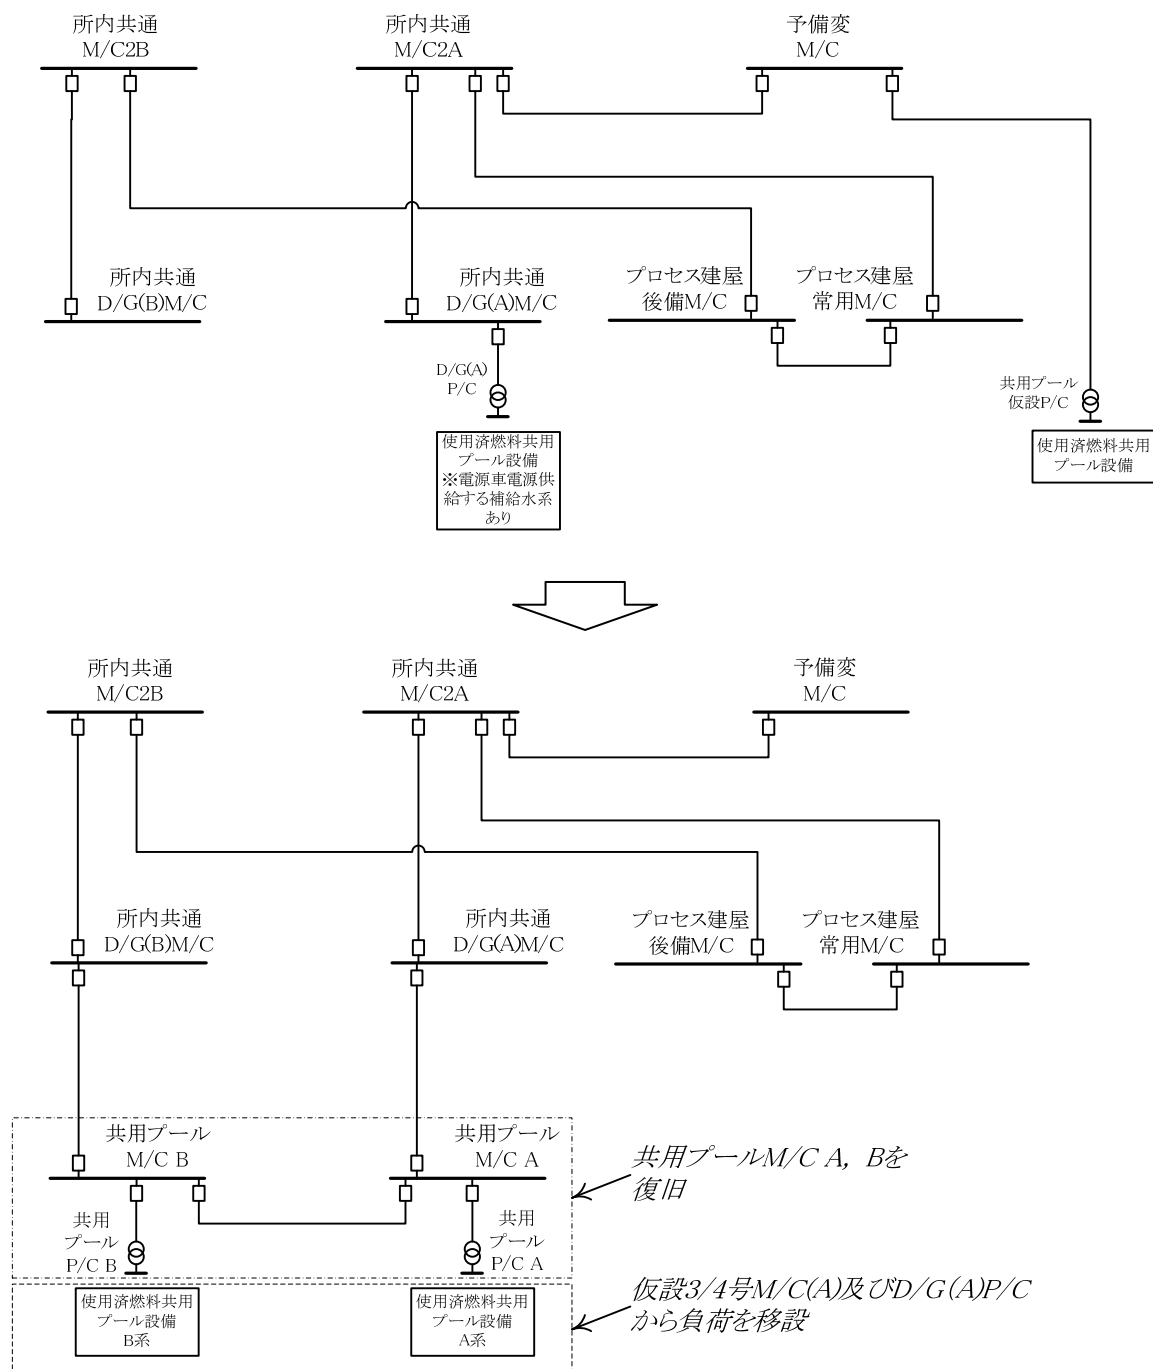 所内共通
M/C2B
所内共通
M/C2A
予備変
M/C
所内共通
D/G(B)M/C
所内共通
D/G(A)M/C
プロセス建屋
後備M/C
プロセス建屋
常用M/C
D/G(A)
P/C
共用プール
仮設P/C
使用済燃料共用
プール設備
※電源車電源供
給する補給水系
あり
使用済燃料共用
プール設備
所内共通
M/C2B
所内共通
M/C2A
予備変
M/C
所内共通
D/G(B)M/C
所内共通
D/G(A)M/C
プロセス建屋
後備M/C
プロセス建屋
常用M/C
共用プール
M/C B
共用プール
M/C A
共用プールM/C A, Bを
復旧
共用
プール
P/C B
共用
プール
P/C A
使用済燃料共用
プール設備
B系
使用済燃料共用
プール設備
A系
仮設3/4号M/C(A)及びD/G(A)P/C
から負荷を移設